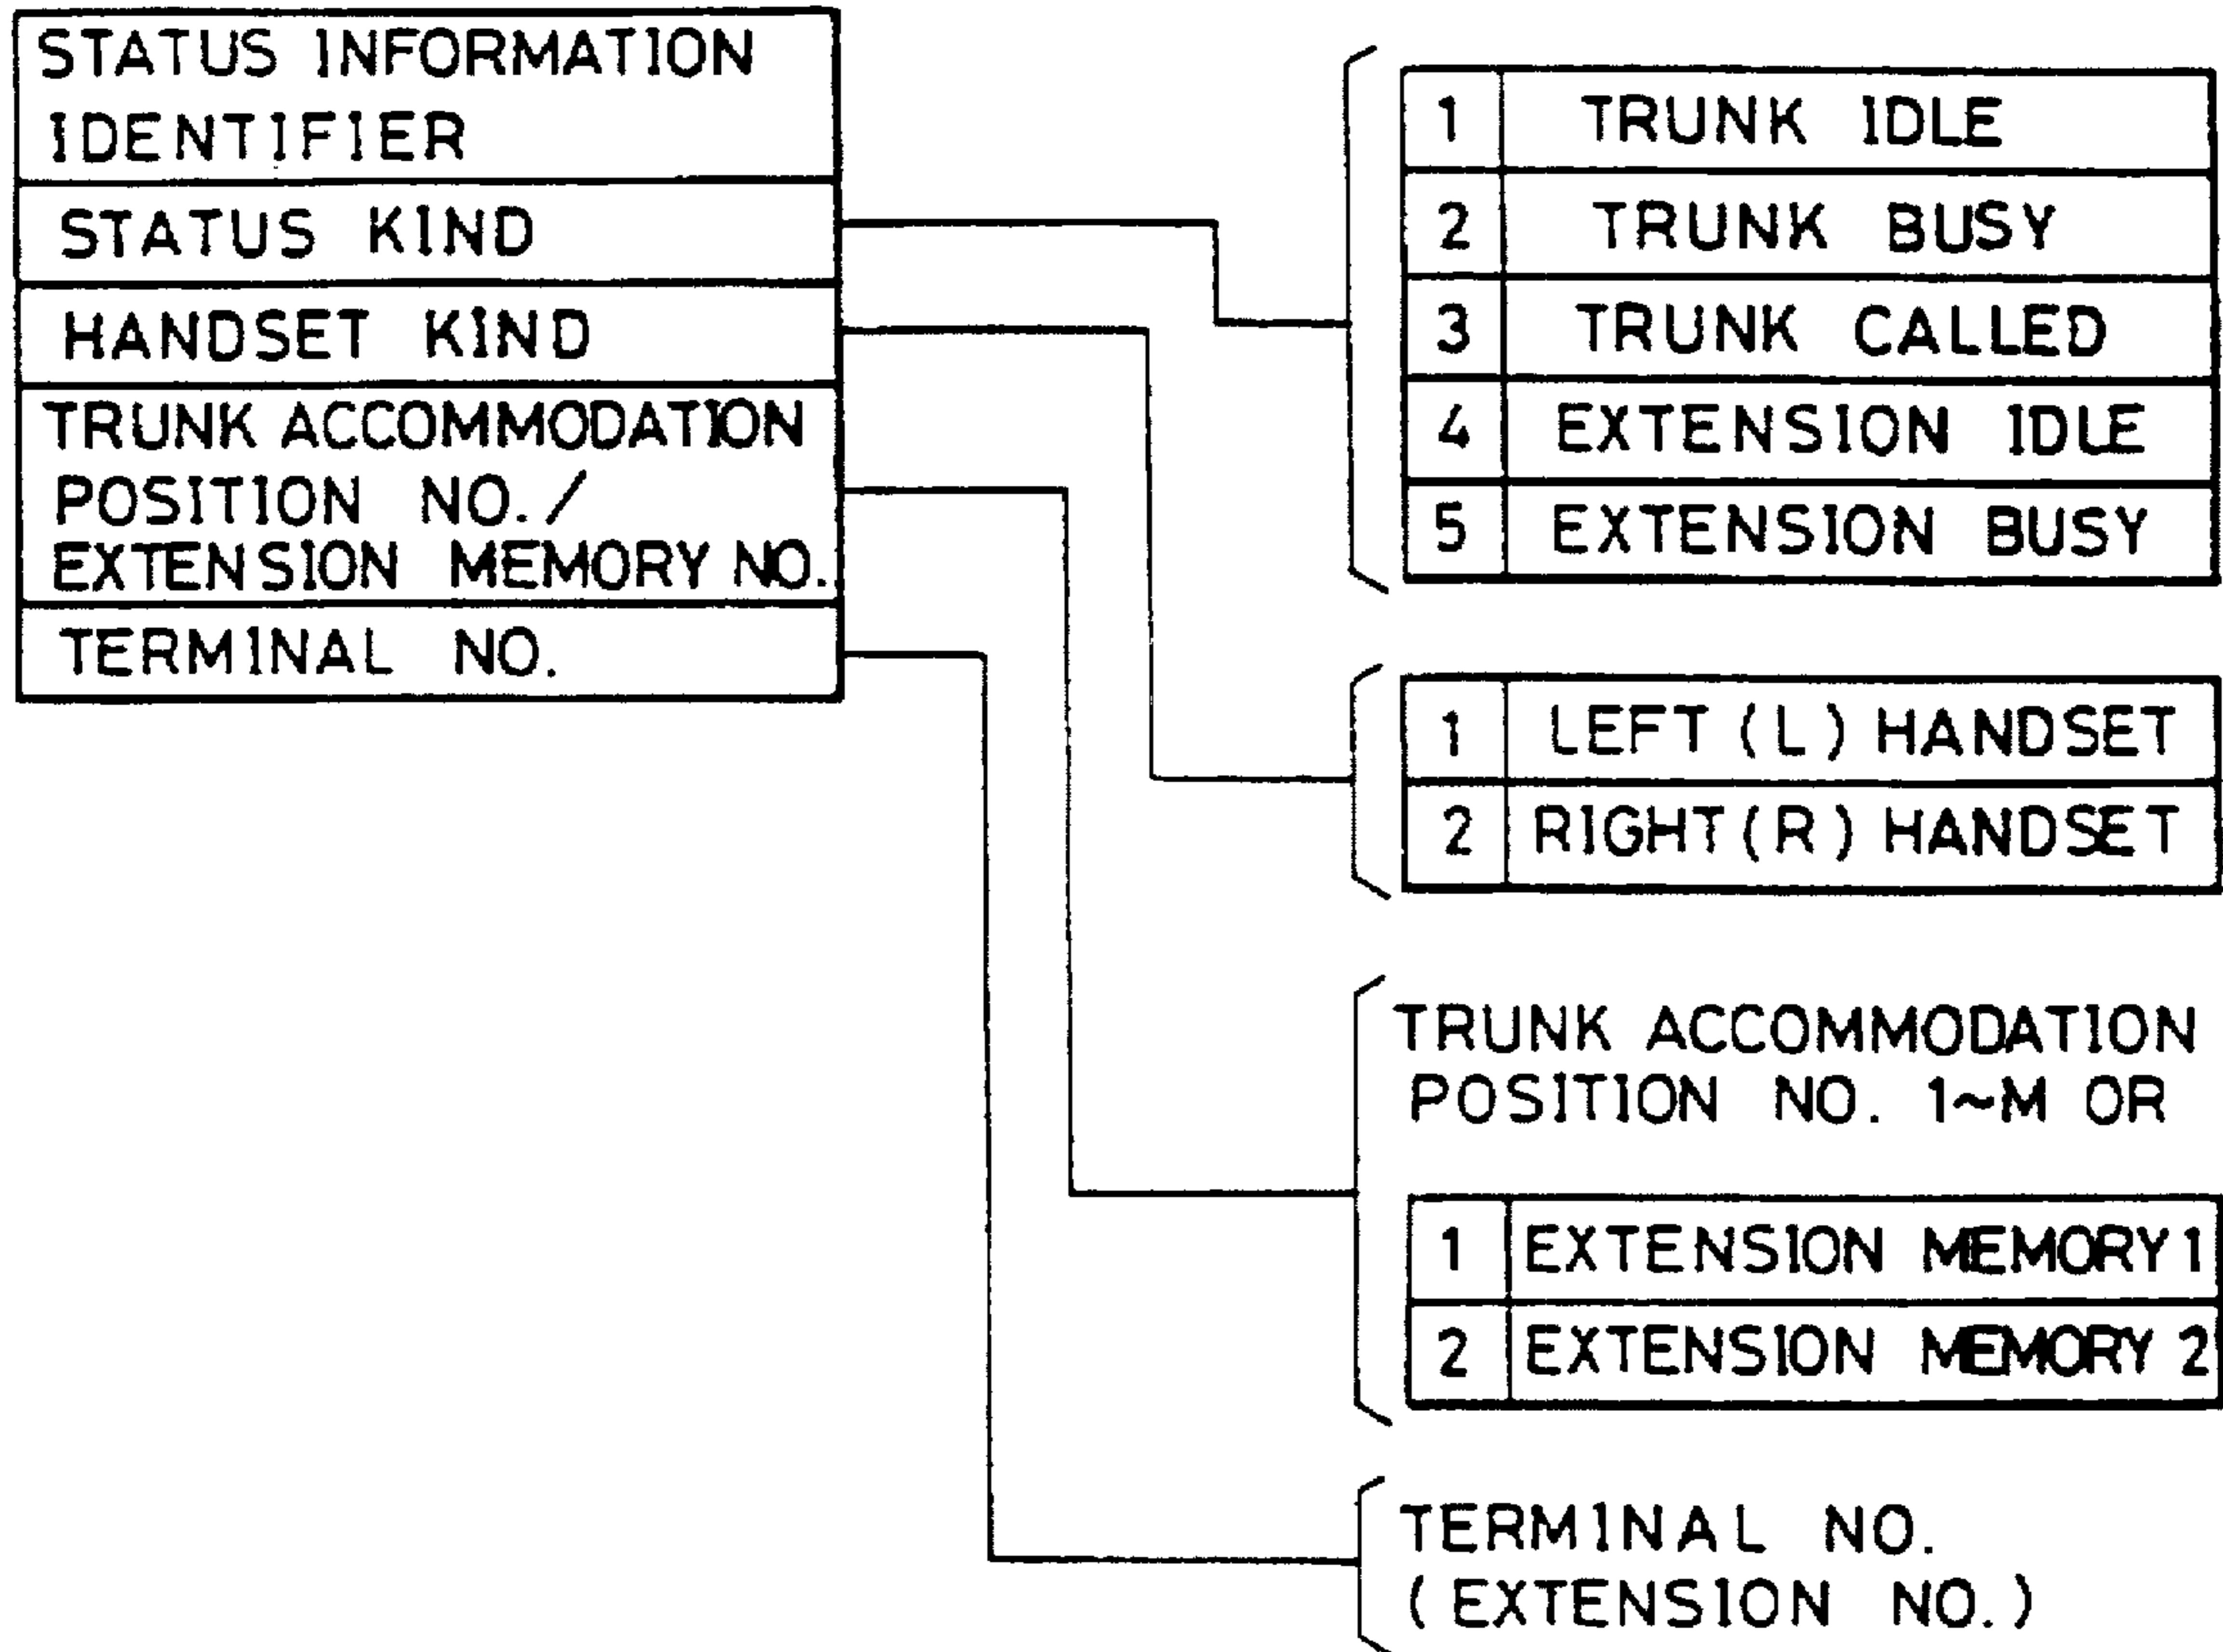 STATUS INFORMATION
IDENTIFIER
STATUS KIND
HANDSET KIND
TRUNK ACCOMMODATION
POSITION NO./
EXTENSION MEMORY NO.
TERMINAL NO.
1 TRUNK IDLE
2 TRUNK BUSY
3 TRUNK CALLED
4 EXTENSION IDLE
5 EXTENSION BUSY
1 LEFT (L) HANDSET
2 RIGHT (R) HANDSET
TRUNK ACCOMMODATION
POSITION NO. 1~M OR
1 EXTENSION MEMORY 1
2 EXTENSION MEMORY 2
TERMINAL NO.
(EXTENSION NO.)